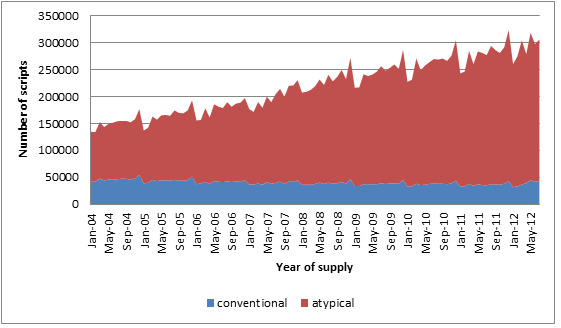 350000
300000
250000
200000
150000
100000
50000
0
Number of scripts
Jan-04
May-04
Sep-04
Jan-05
May-05
Sep-05
Jan-06
May-06
Sep-06
Jan-07
May-07
Sep-07
Jan-08
May-08
Sep-08
Jan-09
May-09
Sep-09
Jan-10
May-10
Sep-10
Jan-11
May-11
Sep-11
Jan-12
May-12
Year of supply
conventional atypical